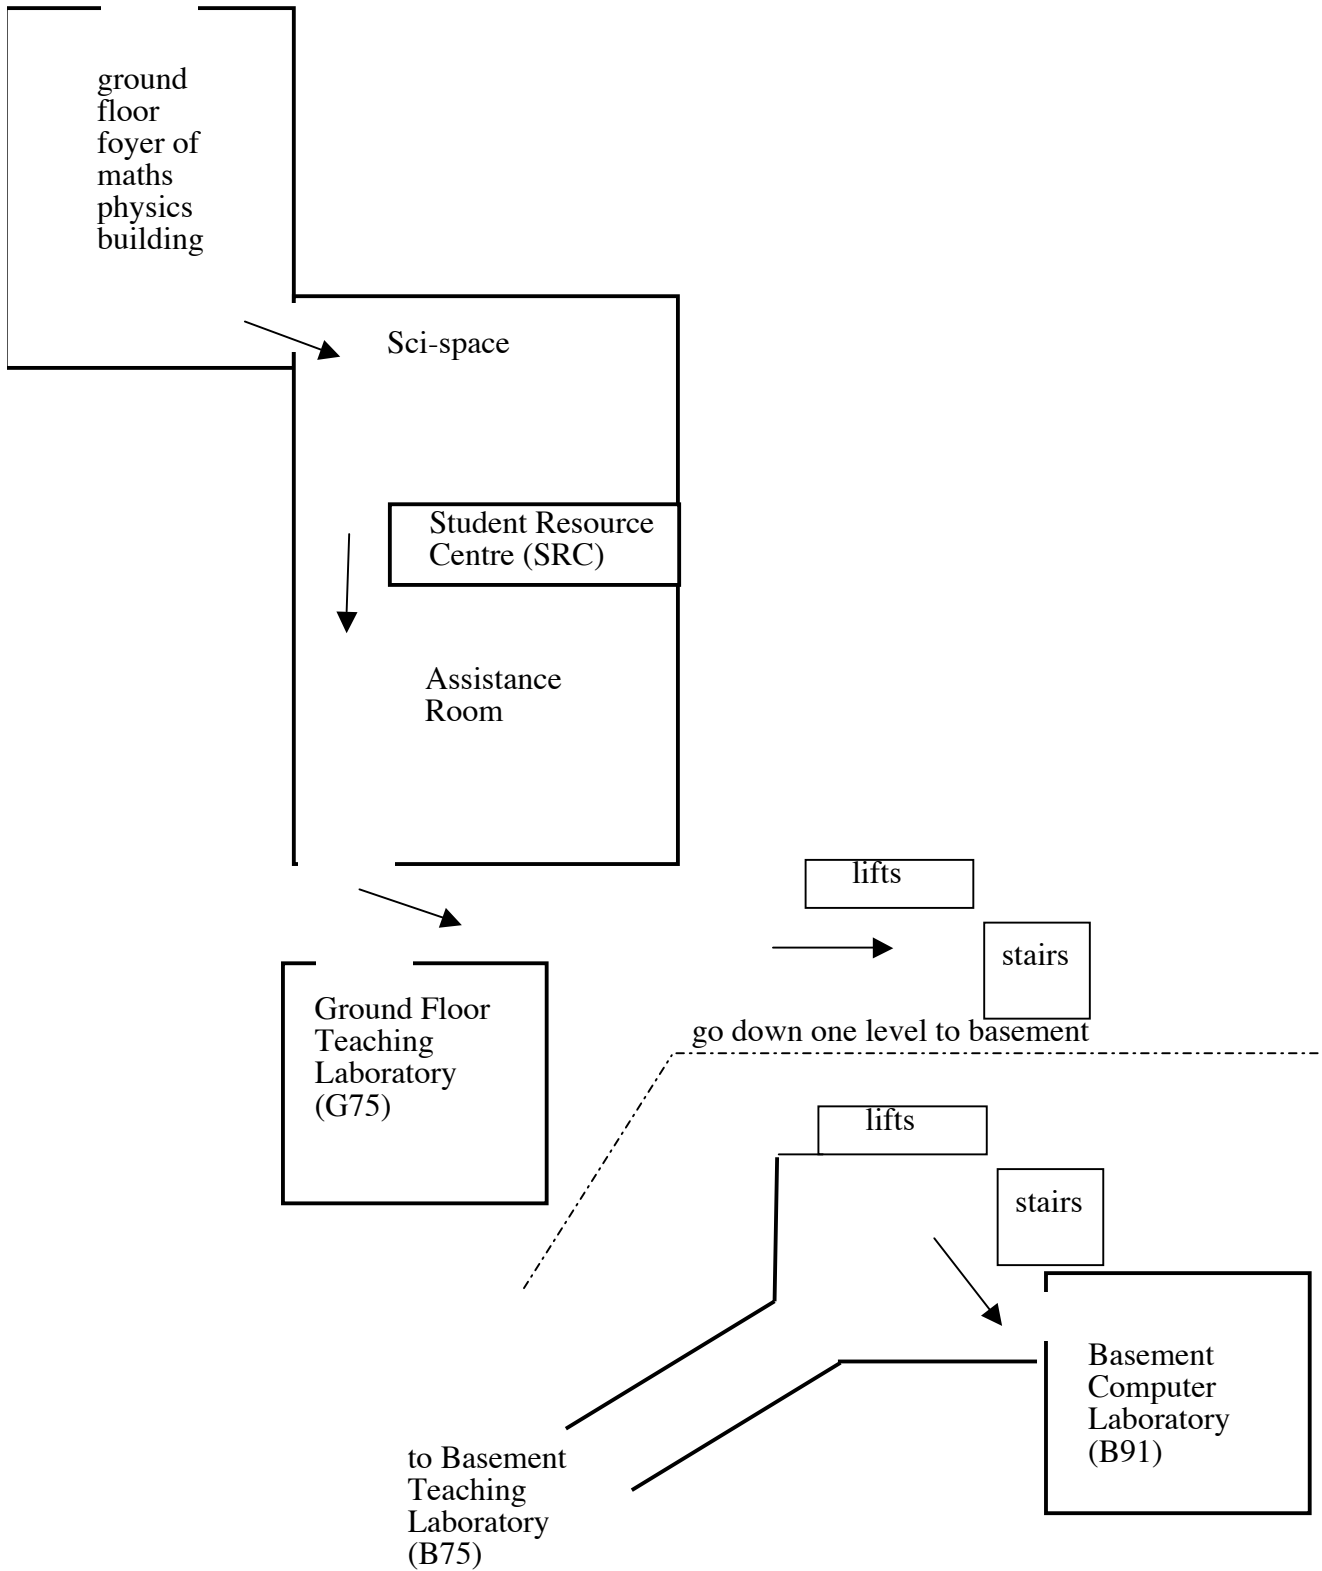 ground
floor
foyer of
maths
physics
building
Sci-space
Student Resource
Centre (SRC)
Assistance
Room
lifts
stairs
go down one level to basement
Ground Floor
Teaching
Laboratory
(G75)
lifts
stairs
Basement
Computer
Laboratory
(B91)
to Basement
Teaching
Laboratory
(B75)